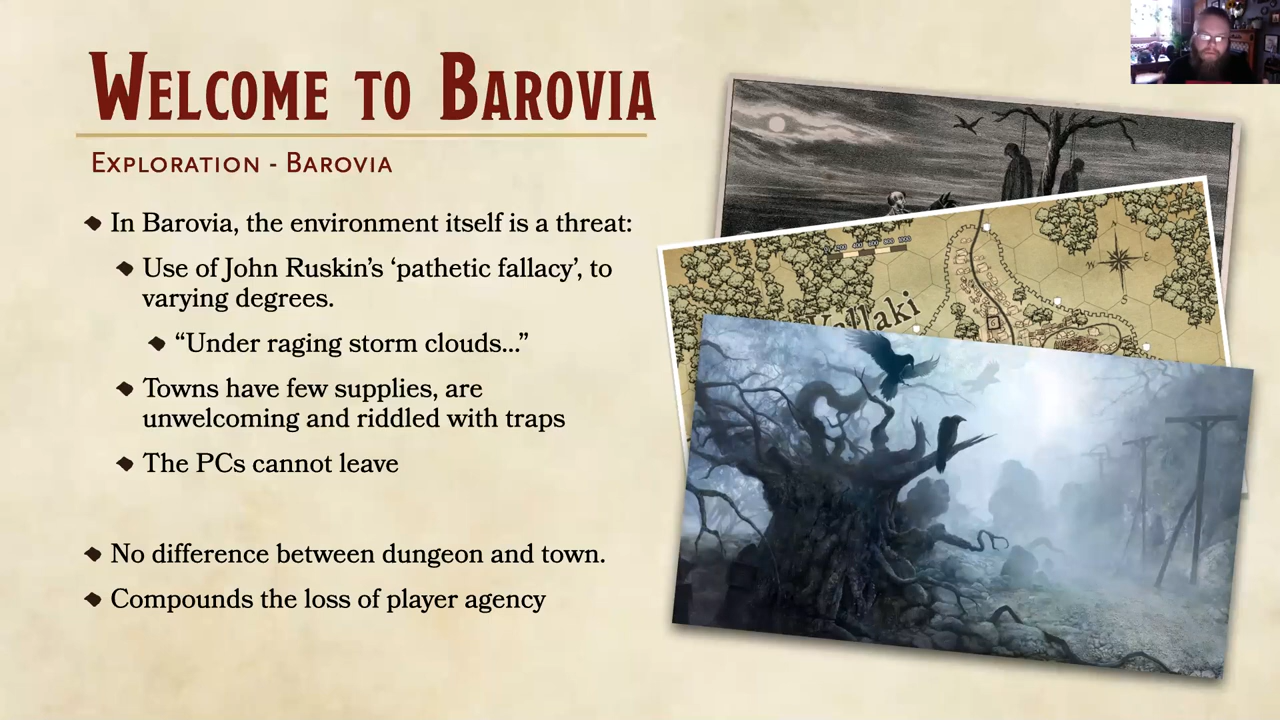 Welcome to Barovia
Exploration - Barovia
In Barovia, the environment itself is a threat:
Use of John Ruskin’s ‘pathetic fallacy’, to
varying degrees.
“Under raging storm clouds…”
Towns have few supplies, are
unwelcoming and riddled with traps
The PCs cannot leave
No difference between dungeon and town.
Compounds the loss of player agency
Vallaki
W
E
S